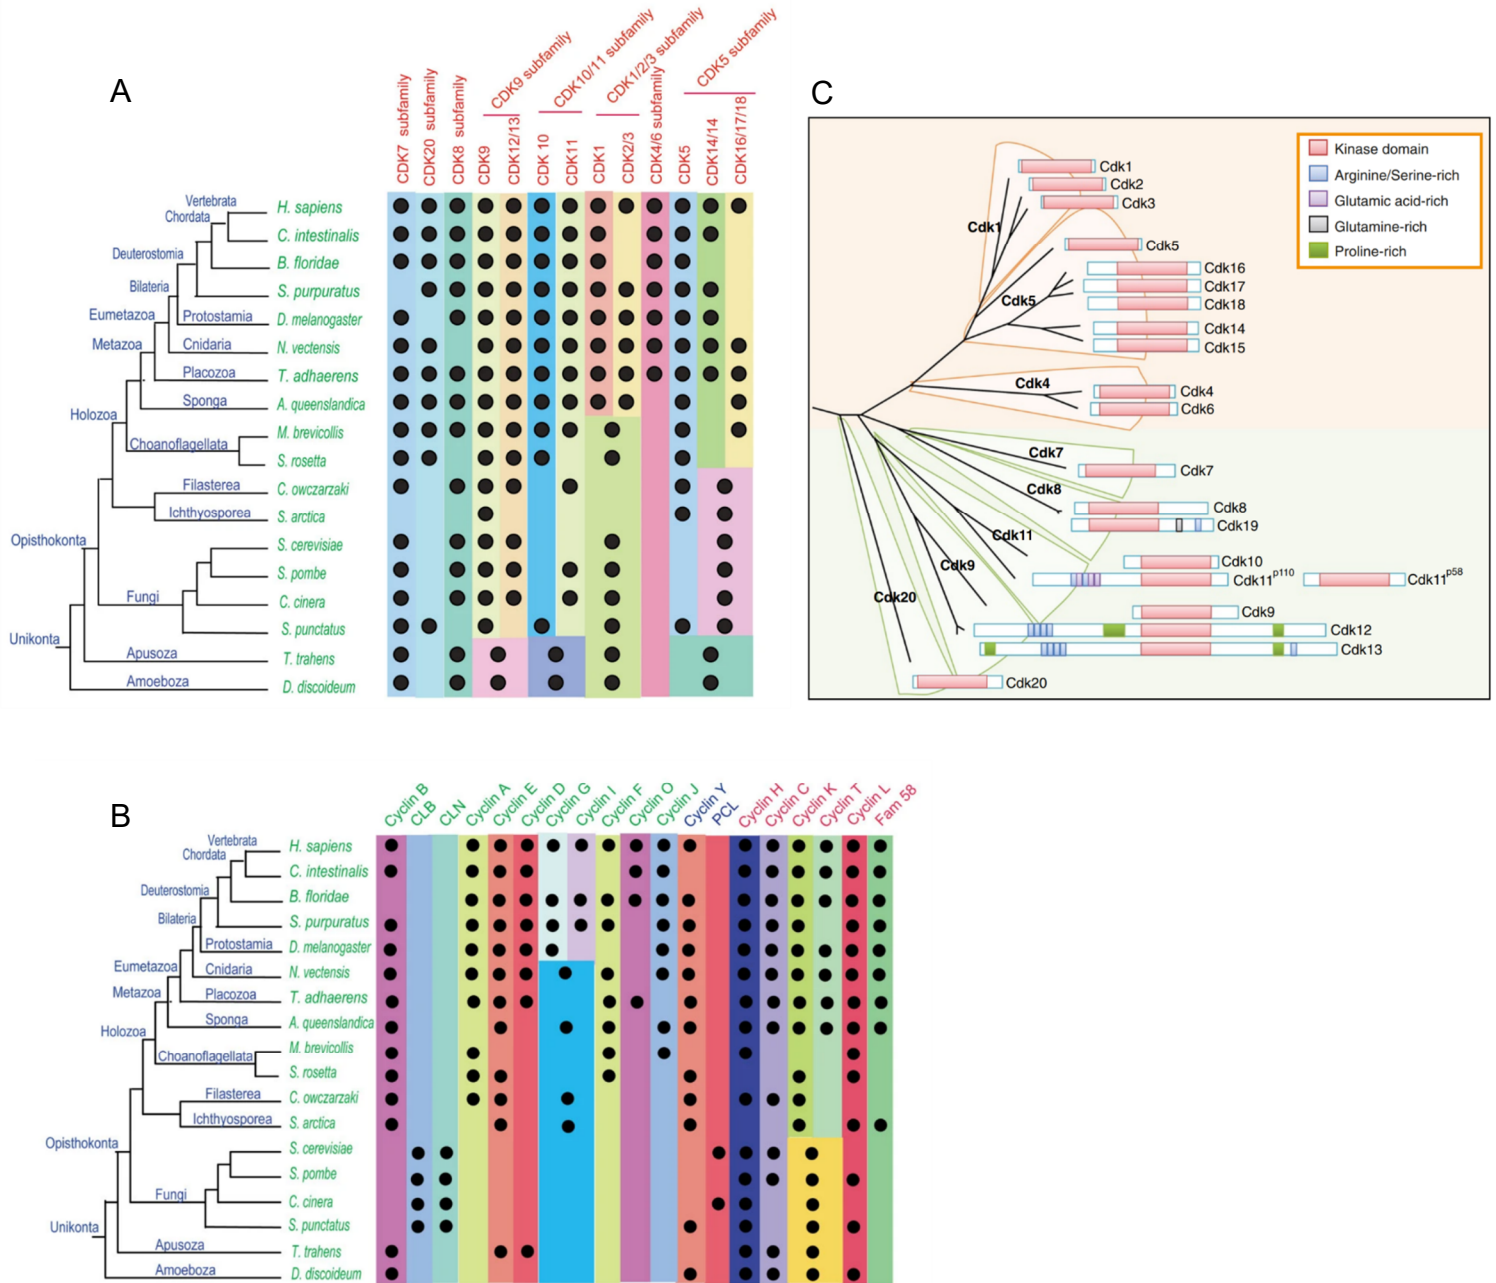 A
CDK7 subfamily
CDK20 subfamily
CDK8 subfamily
CDK9 subfamily
CDK9
CDK12/13
CDK10/11 subfamily
CDK 10
CDK11
CDK1/2/3 subfamily
CDK1
CDK2/3
CDK4/6 subfamily
CDK5 subfamily
CDK5
CDK14/14
CDK16/17/18
Vertebrata
Chordata
Deuterostomia
Bilateria
Eumetazoa
Protostamia
Metazoa
Cnidaria
Placozoa
Sponga
Holozoa
Choanoflagellata
Filasterea
Ichthyosporea
Opisthokonta
Fungi
Unikonta
Apusoza
Amoeboza
H. sapiens
C. intestinalis
B. floridae
S. purpuratus
D. melanogaster
N. vectensis
T. adhaerens
A. queenslandica
M. brevicollis
S. rosetta
C. owczarzaki
S. arctica
S. cerevisiae
S. pombe
C. cinera
S. punctatus
T. trahens
D. discoideum
C
Kinase domain
Arginine/Serine-rich
Glutamic acid-rich
Glutamine-rich
Proline-rich
Cdk1
Cdk5
Cdk4
Cdk7
Cdk8
Cdk11
Cdk9
Cdk20
Cdk1
Cdk2
Cdk3
Cdk5
Cdk16
Cdk17
Cdk18
Cdk14
Cdk15
Cdk4
Cdk6
Cdk7
Cdk8
Cdk19
Cdk10
Cdk11p110
Cdk11p58
Cdk9
Cdk12
Cdk13
Cdk20
B
Cyclin B
CLB
CLN
Cyclin A
Cyclin E
Cyclin D
Cyclin G
Cyclin I
Cyclin F
Cyclin O
Cyclin J
Cyclin Y
PCL
Cyclin H
Cyclin C
Cyclin K
Cyclin T
Cyclin L
Fam 58
Vertebrata
Chordata
Deuterostomia
Bilateria
Protostamia
Eumetazoa
Cnidaria
Metazoa
Placozoa
Sponga
Holozoa
Choanoflagellata
Filasterea
Ichthyosporea
Opisthokonta
Fungi
Unikonta
Apusoza
Amoeboza
H. sapiens
C. intestinalis
B. floridae
S. purpuratus
D. melanogaster
N. vectensis
T. adhaerens
A. queenslandica
M. brevicollis
S. rosetta
C. owczarzaki
S. arctica
S. cerevisiae
S. pombe
C. cinera
S. punctatus
T. trahens
D. discoideum